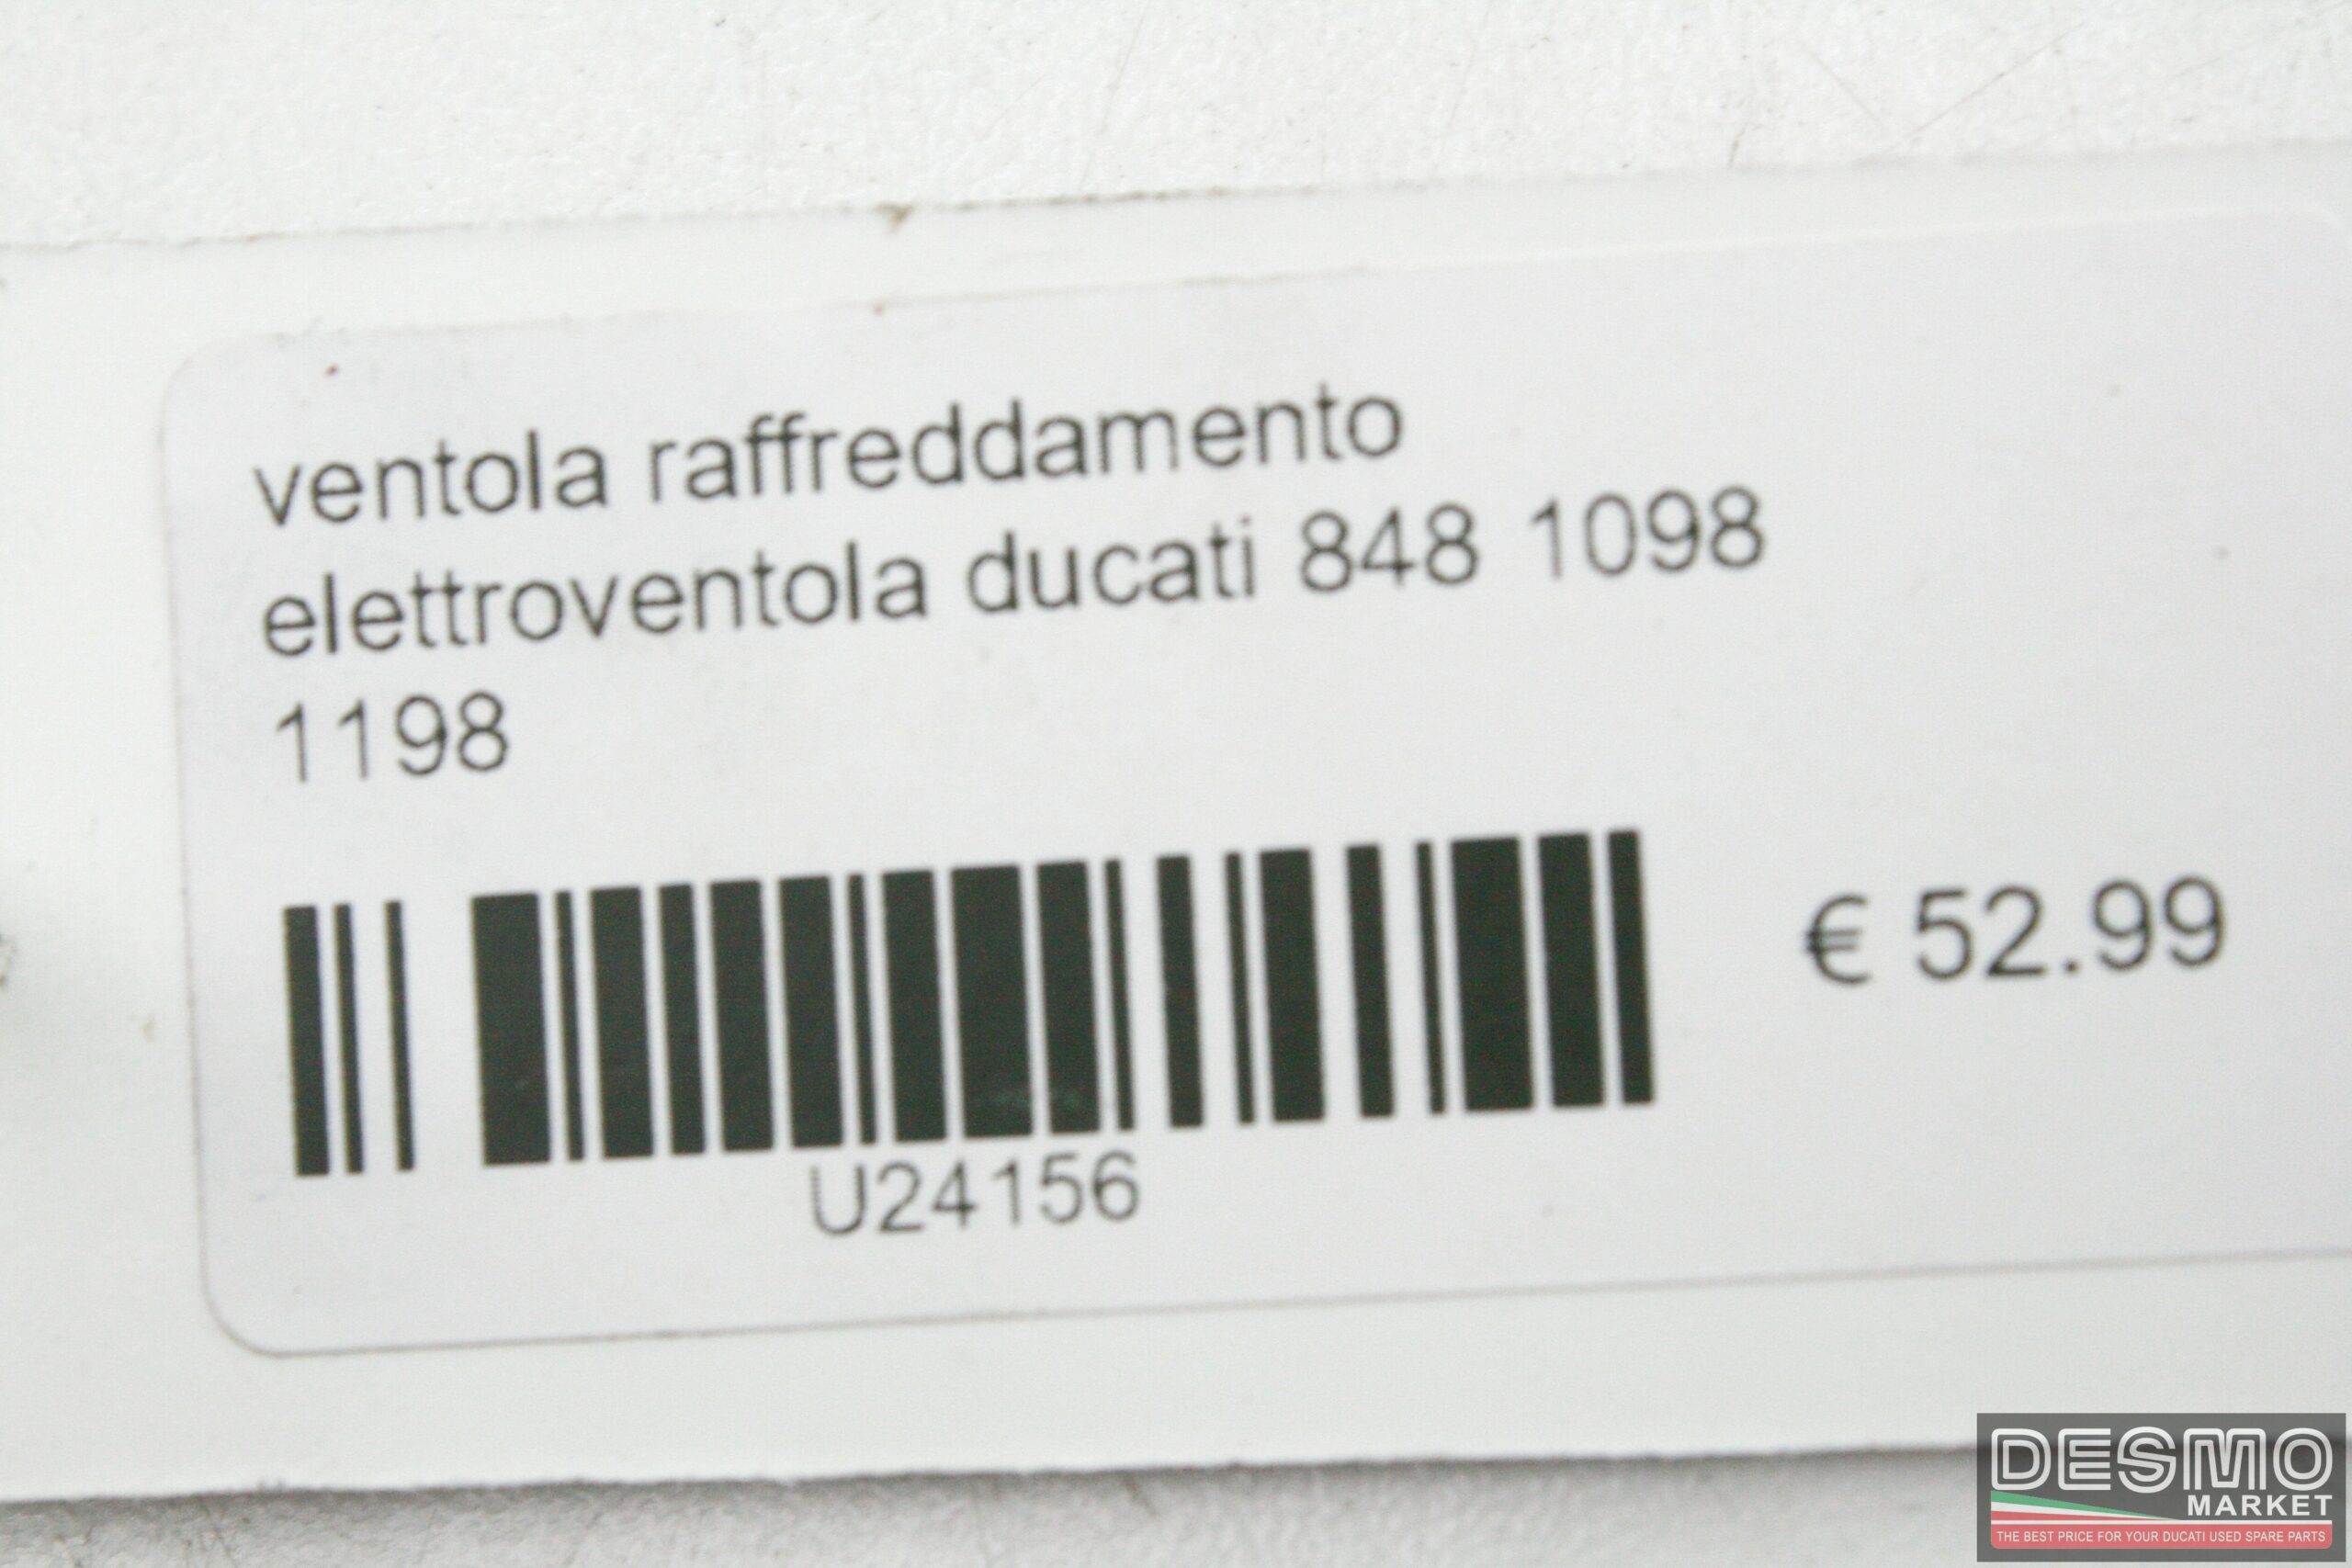 ventola raffreddamento
elettroventola ducati 848 1098
1198
€ 52.99
U24156
DESMO
MARKET
THE BEST PRICE FOR YOUR DUCATI USED SPARE PARTS